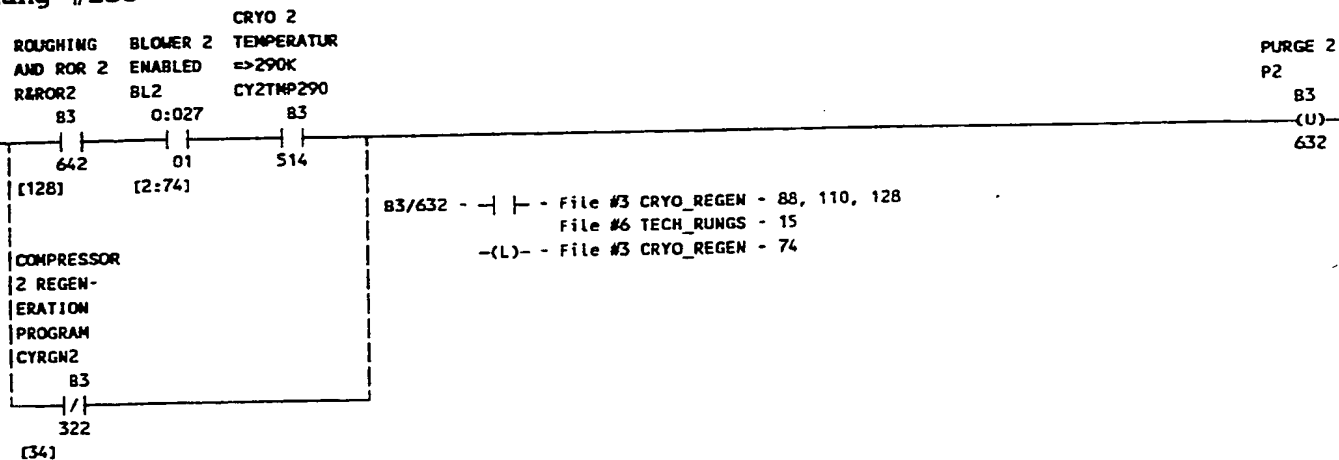 CRYO 2
ROUGHING BLOWER 2 TEMPERATUR
AND ROR 2 ENABLED =>290K
R&ROR2 BL2 CY2TMP290
B3 O:027 B3
642 01 514
[128] [2:74]
PURGE 2
P2
B3
(U)
632
B3/632 - ⊣ ⊢ - File #3 CRYO_REGEN - 88, 110, 128
File #6 TECH_RUNGS - 15
-(L)- - File #3 CRYO_REGEN - 74
COMPRESSOR
2 REGEN-
ERATION
PROGRAM
CYRGN2
B3
/
322
[34]